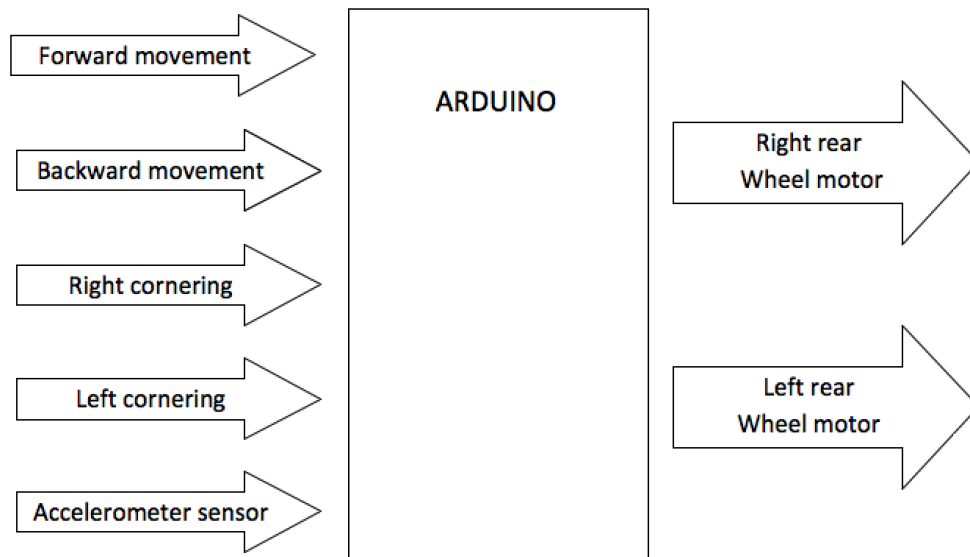 Forward movement
Backward movement
Right cornering
Left cornering
Accelerometer sensor
ARDUINO
Right rear
Wheel motor
Left rear
Wheel motor